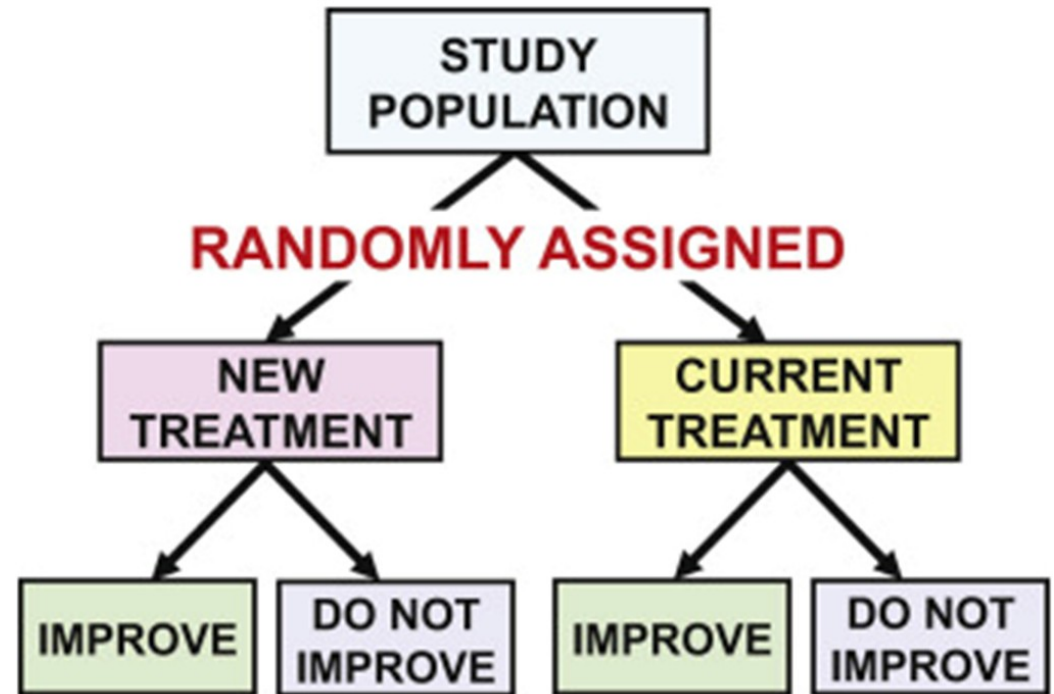 STUDY
POPULATION
RANDOMLY ASSIGNED
NEW
TREATMENT
CURRENT
TREATMENT
IMPROVE
DO NOT
IMPROVE
IMPROVE
DO NOT
IMPROVE